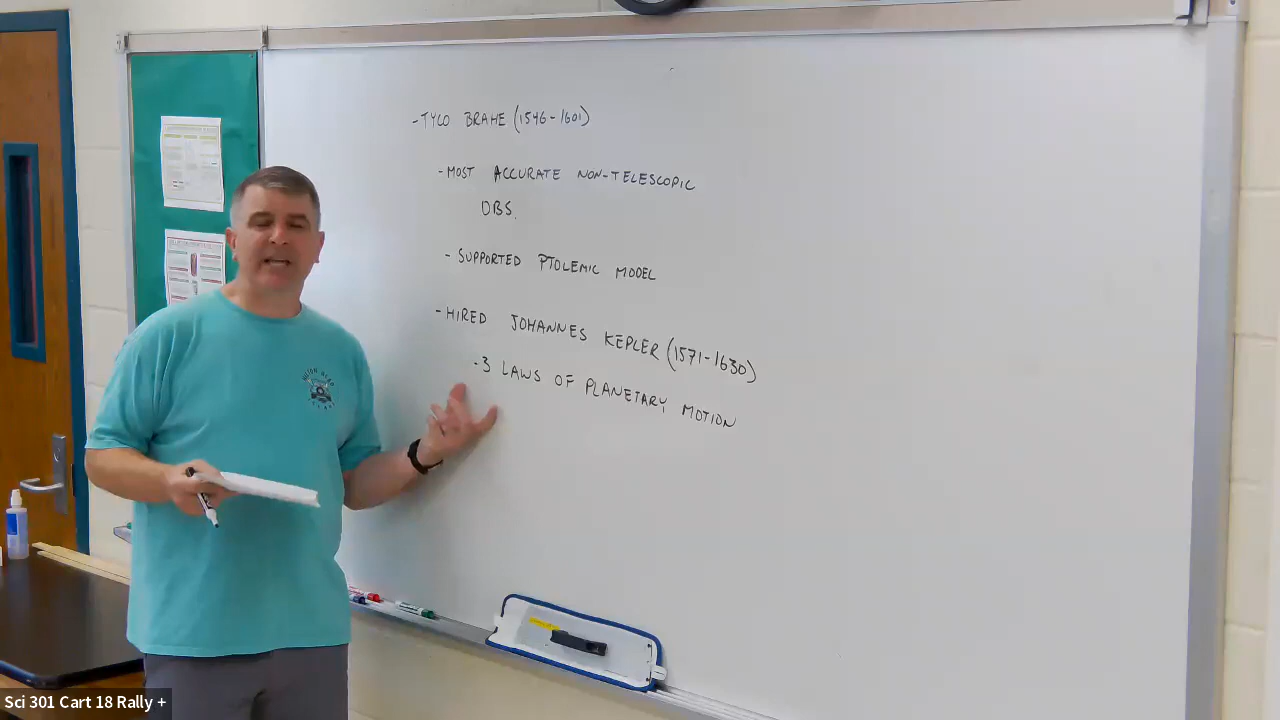 -TYCO BRAHE (1546-1601)
-MOST ACCURATE NON-TELESCOPIC
OBS.
-SUPPORTED PTOLEMIC MODEL
-HIRED JOHANNES KEPLER (1571-1630)
-3 LAWS OF PLANETARY MOTION
Sci 301 Cart 18 Rally +